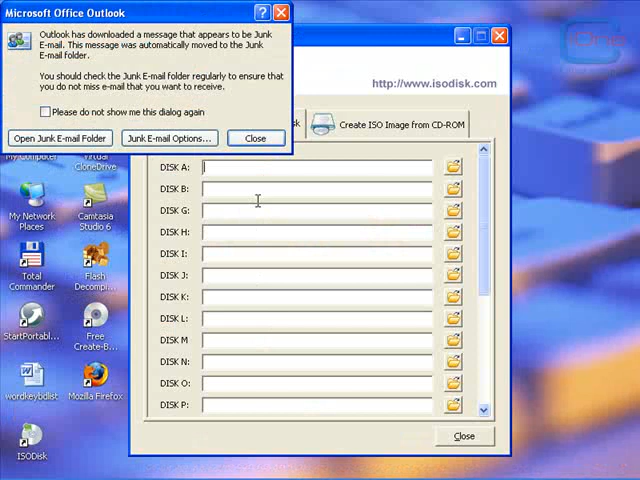 Microsoft Office Outlook
Outlook has downloaded a message that appears to be Junk
E-mail. This message was automatically moved to the Junk
E-mail folder.
You should check the Junk E-mail folder regularly to ensure that
you do not miss e-mail that you want to receive.
Please do not show me this dialog again
Open Junk E-mail Folder
Junk E-mail Options...
Close
iOne
http://www.isodisk.com
Create ISO Image from CD-ROM
DISK A:
DISK B:
DISK G:
DISK H:
DISK I:
DISK J:
DISK K:
DISK L:
DISK M
DISK N:
DISK O:
DISK P:
Close
My Computer
Virtual
CloneDrive
My Network
Places
Camtasia
Studio 6
Total
Commander
Flash
Decompi...
StartPortabl...
Free
Create-B...
wordkeybdlist
Mozilla Firefox
ISODisk